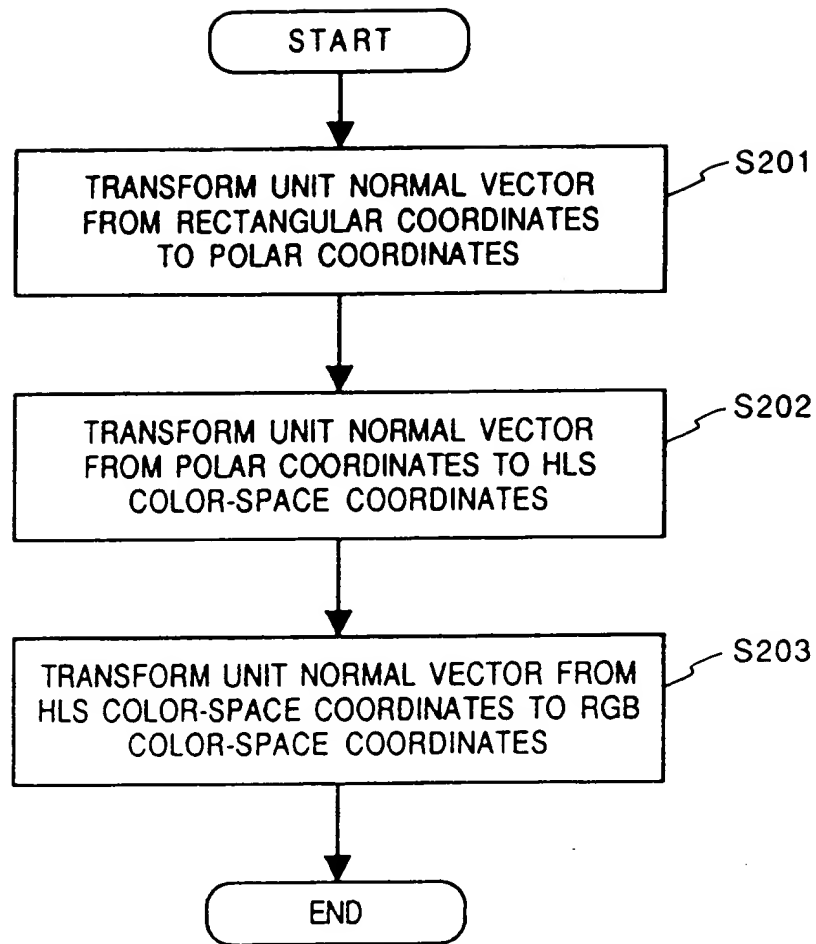 START
S201
TRANSFORM UNIT NORMAL VECTOR
FROM RECTANGULAR COORDINATES
TO POLAR COORDINATES
S202
TRANSFORM UNIT NORMAL VECTOR
FROM POLAR COORDINATES TO HLS
COLOR-SPACE COORDINATES
S203
TRANSFORM UNIT NORMAL VECTOR FROM
HLS COLOR-SPACE COORDINATES TO RGB
COLOR-SPACE COORDINATES
END